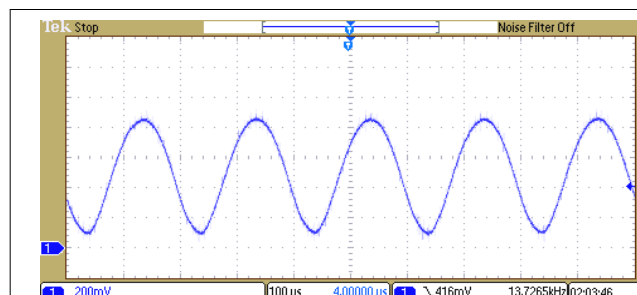 Tek Stop Noise Filter Off
T
T
1
1 200mV 100 us 4.00000 us 1 416mV 13.7265kHz 02:03:46